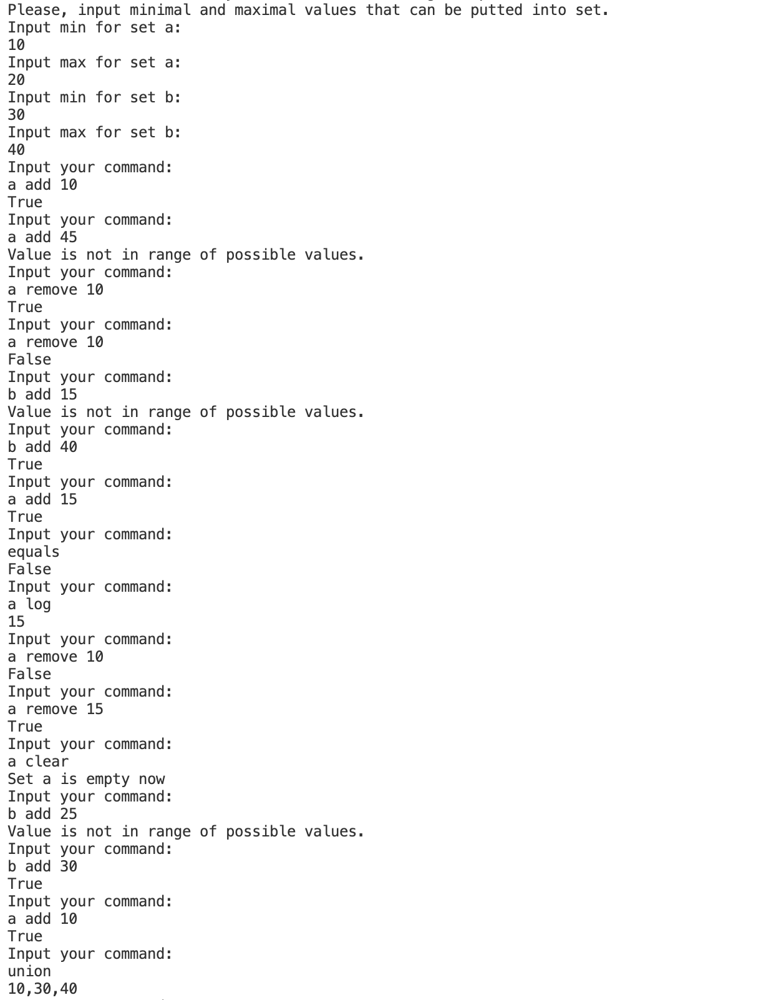 Please, input minimal and maximal values that can be putted into set.
Input min for set a:
10
Input max for set a:
20
Input min for set b:
30
Input max for set b:
40
Input your command:
a add 10
True
Input your command:
a add 45
Value is not in range of possible values.
Input your command:
a remove 10
True
Input your command:
a remove 10
False
Input your command:
b add 15
Value is not in range of possible values.
Input your command:
b add 40
True
Input your command:
a add 15
True
Input your command:
equals
False
Input your command:
a log
15
Input your command:
a remove 10
False
Input your command:
a remove 15
True
Input your command:
a clear
Set a is empty now
Input your command:
b add 25
Value is not in range of possible values.
Input your command:
b add 30
True
Input your command:
a add 10
True
Input your command:
union
10,30,40